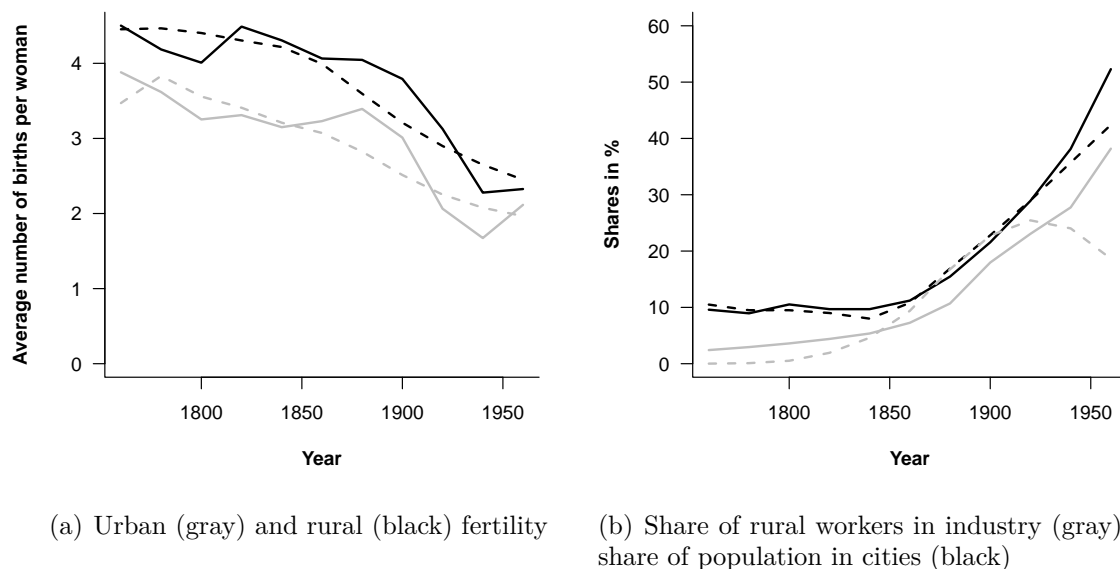 Average number of births per woman
4
3
2
1
0
1800 1850 1900 1950
Year
(a) Urban (gray) and rural (black) fertility
Shares in %
60
50
40
30
20
10
0
1800 1850 1900 1950
Year
(b) Share of rural workers in industry (gray)
share of population in cities (black)